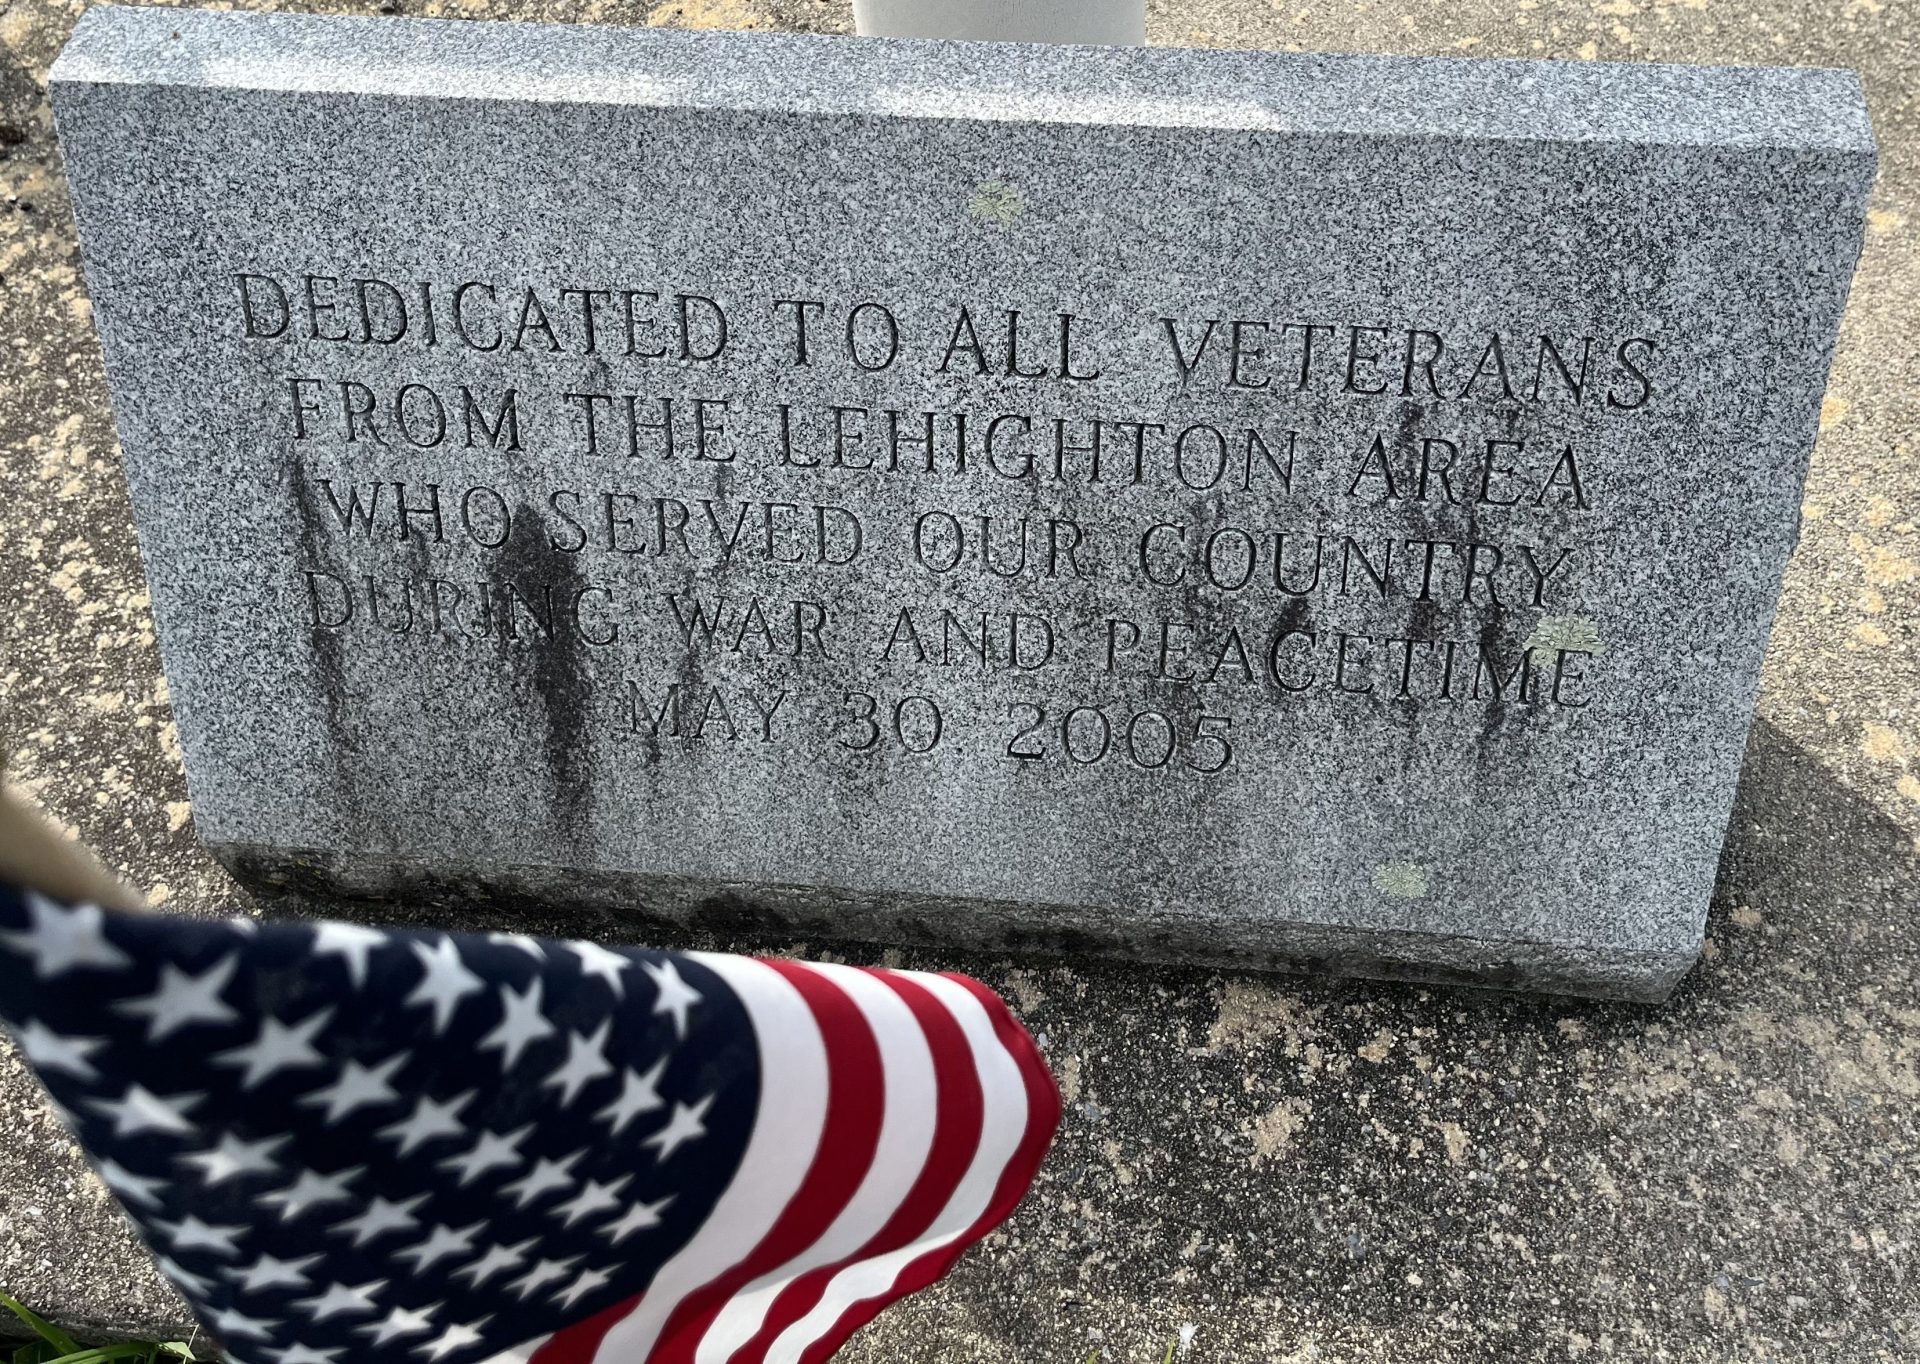 DEDICATED TO ALL VETERANS
FROM THE LEHIGHTON AREA
WHO SERVED OUR COUNTRY
DURING WAR AND PEACETIME
MAY 30 2005